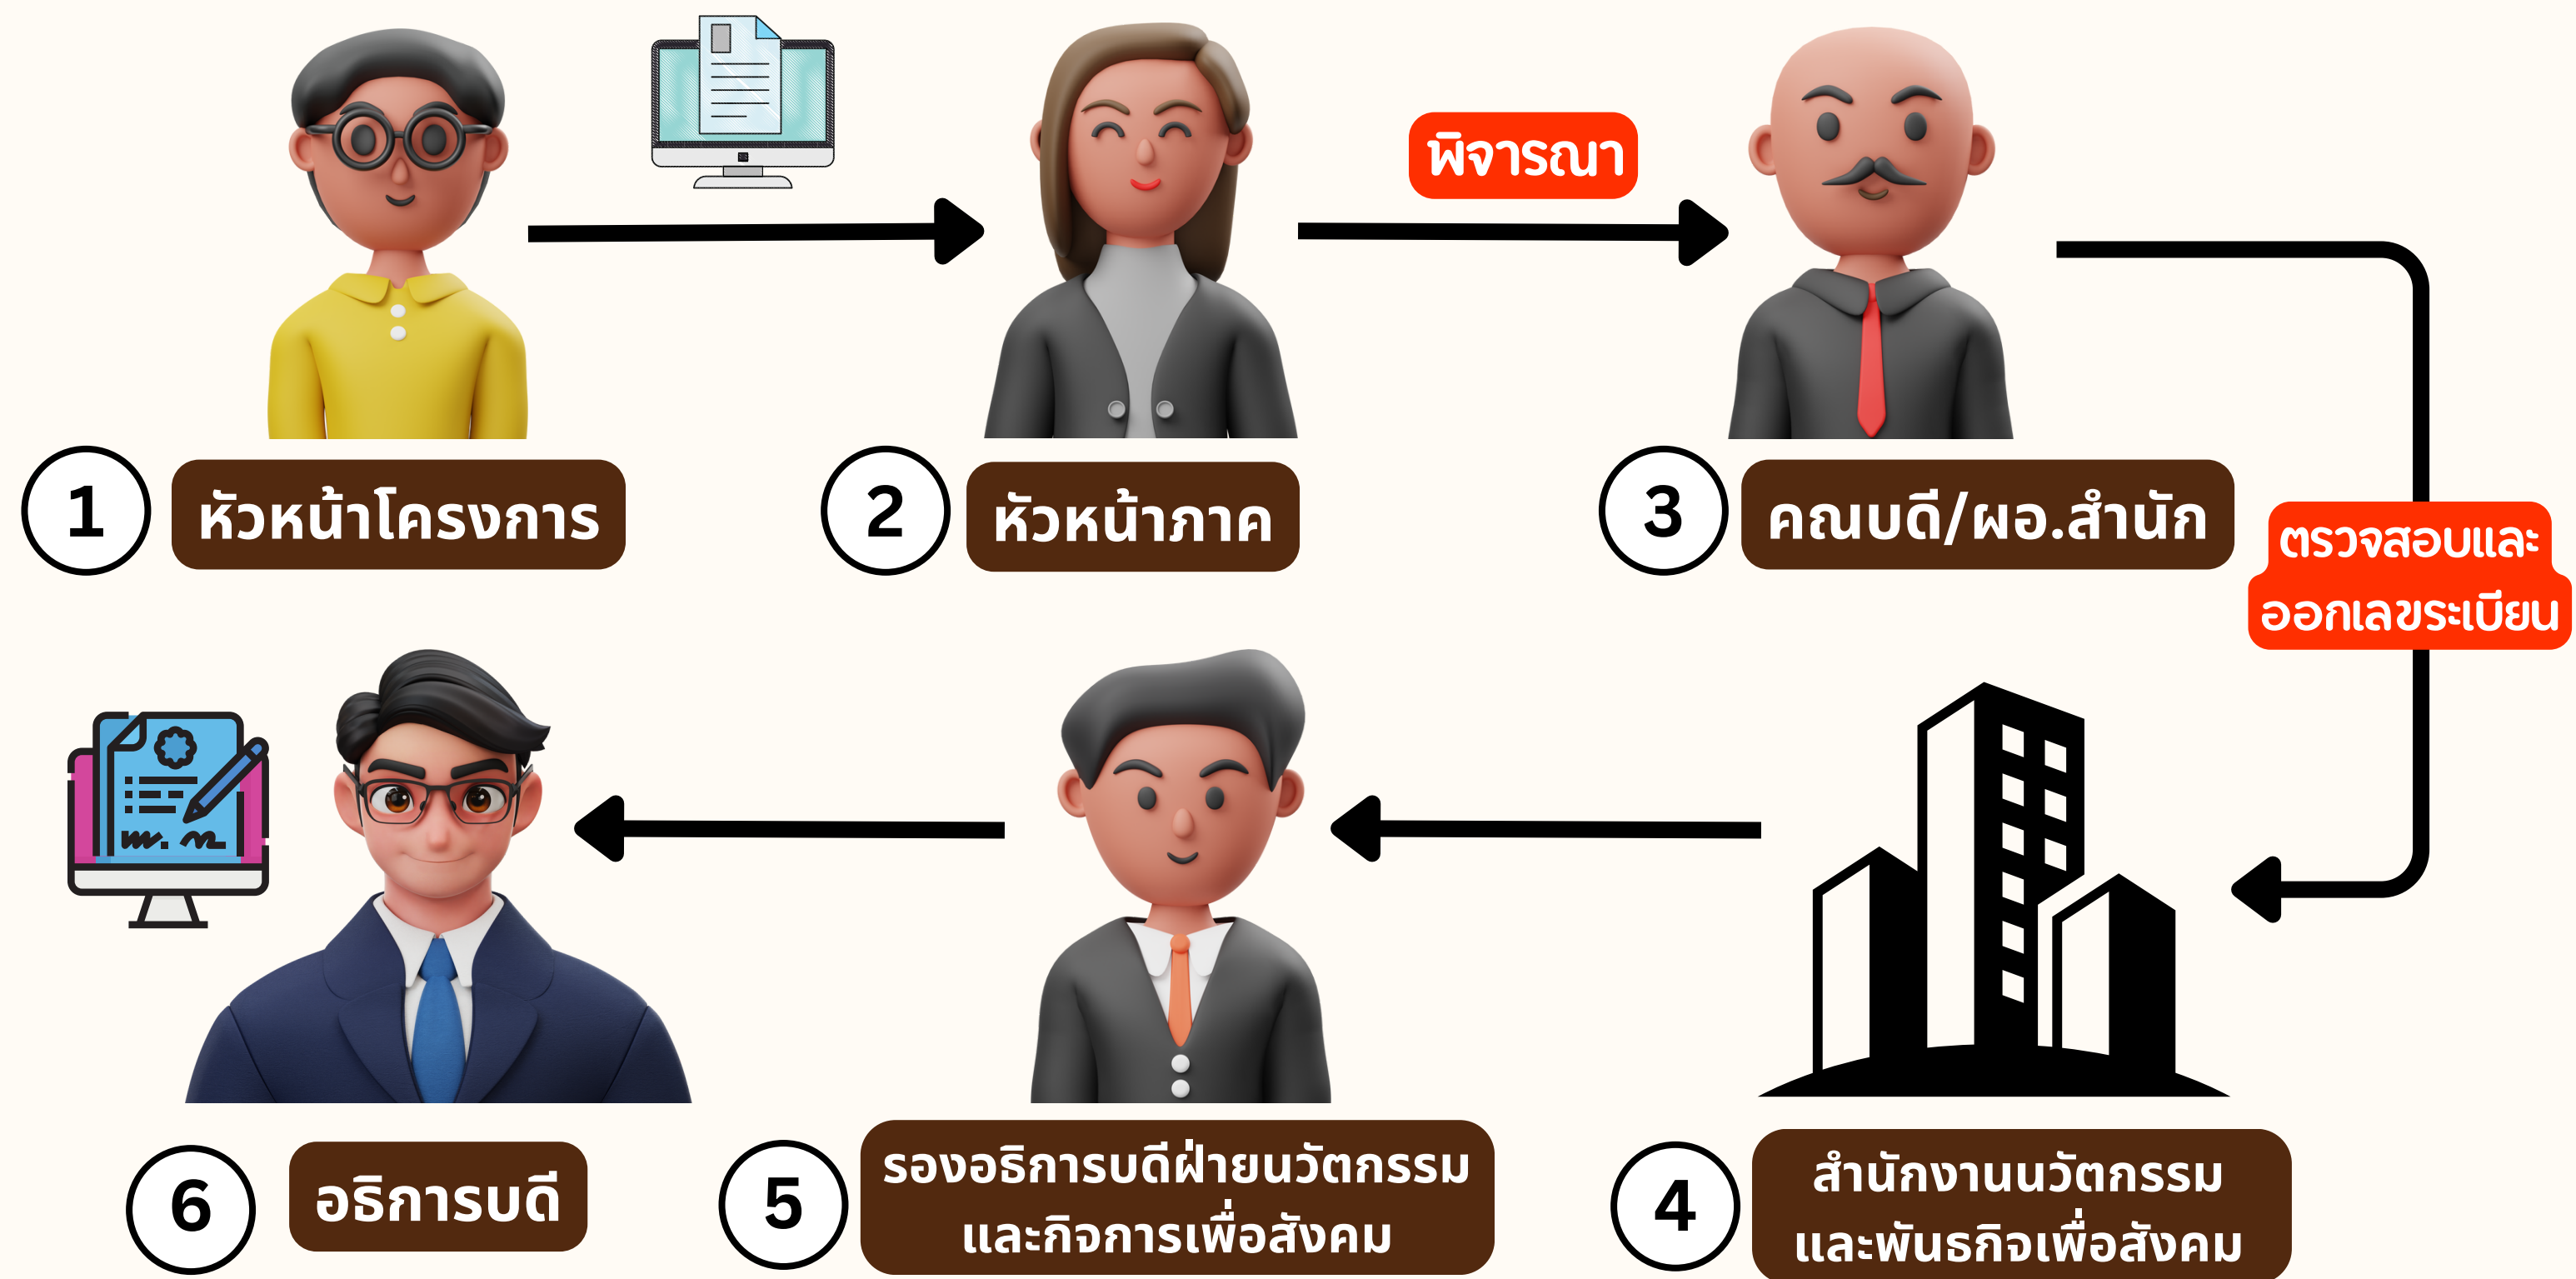 พิจารณา
1
หัวหน้าโครงการ
2
หัวหน้าภาค
3
คณบดี/ผอ.สำนัก
ตรวจสอบและ
ออกเลขระเบียน
6
อธิการบดี
5
รองอธิการบดีฝ่ายนวัตกรรม
และกิจการเพื่อสังคม
4
สำนักงานนวัตกรรม
และพันธกิจเพื่อสังคม